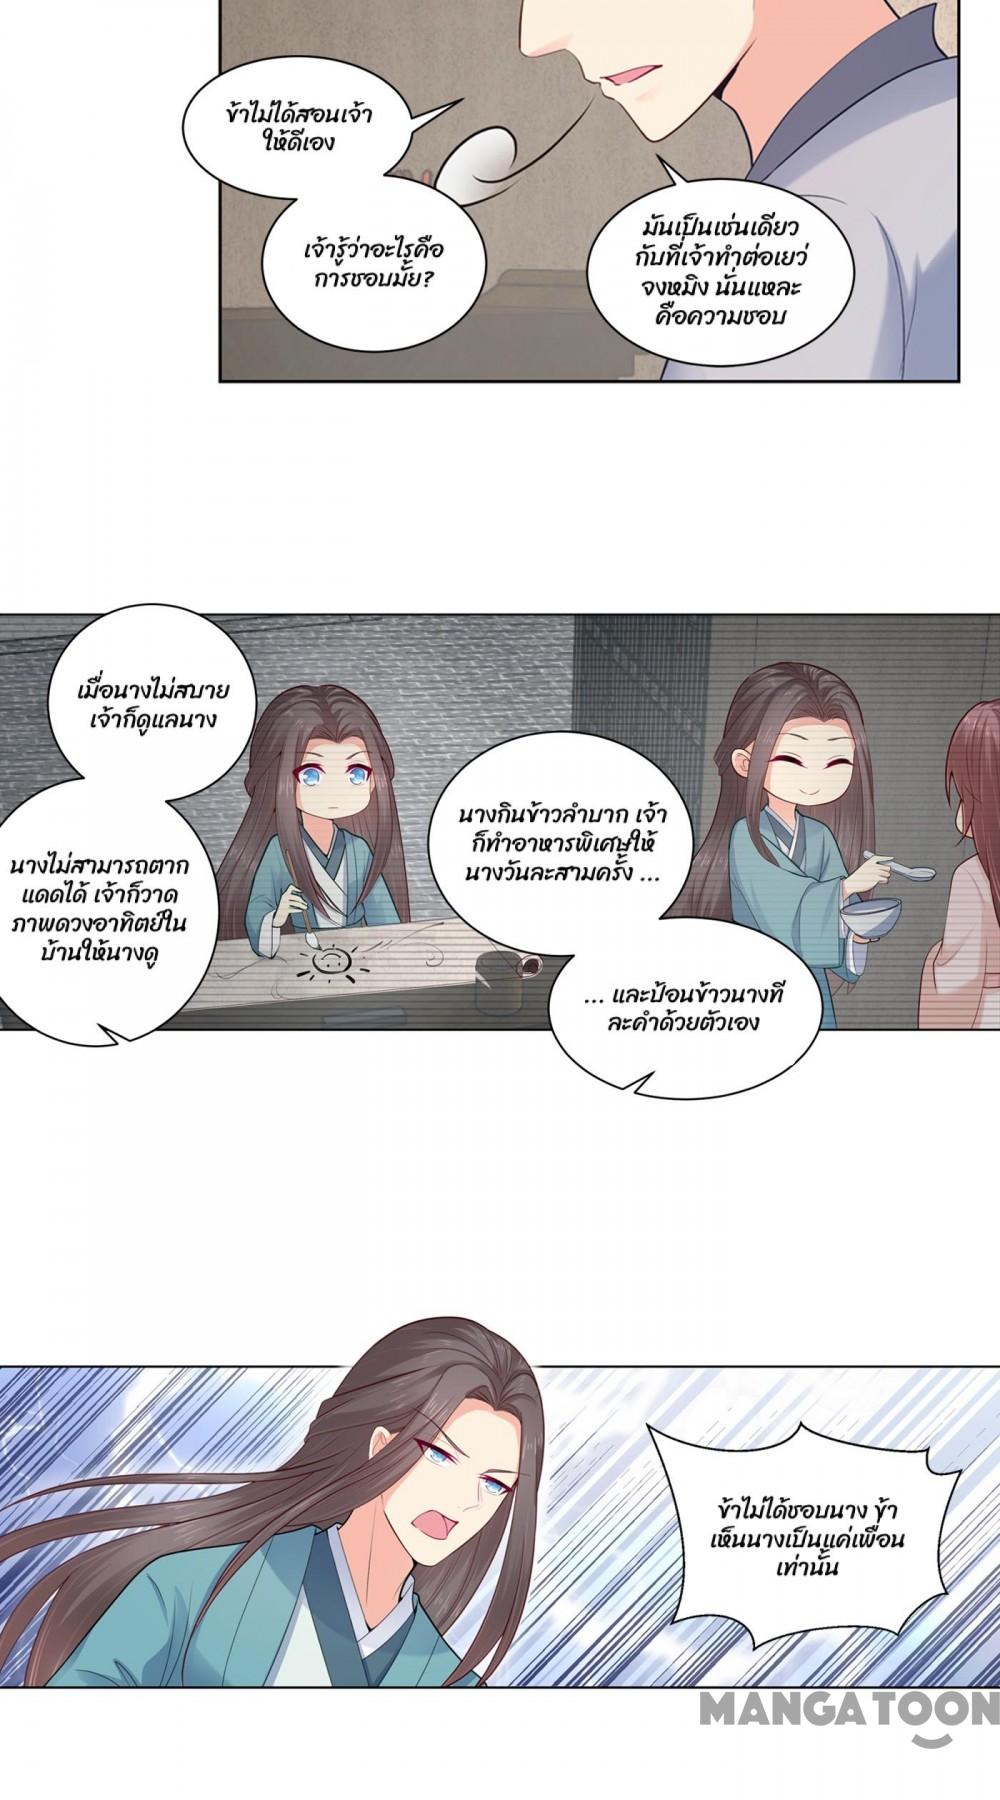 ข้าไม่ได้สอนเจ้า
ให้ดีเอง
เจ้ารู้ว่าอะไรคือ
การชอบมั้ย?
มันเป็นเช่นเดียว
กับที่เจ้าทำต่อเยว่
จงหมิง นั่นแหละ
คือความชอบ
เมื่อนางไม่สบาย
เจ้าก็ดูแลนาง
นางไม่สามารถตาก
แดดได้ เจ้าก็วาด
ภาพดวงอาทิตย์ใน
บ้านให้นางดู
นางกินข้าวลำบาก เจ้า
ก็ทำอาหารพิเศษให้
นางวันละสามครั้ง ...
... และป้อนข้าวนางที
ละคำด้วยตัวเอง
ข้าไม่ได้ชอบนาง ข้า
เห็นนางเป็นแค่เพื่อน
เท่านั้น
MANGATOON